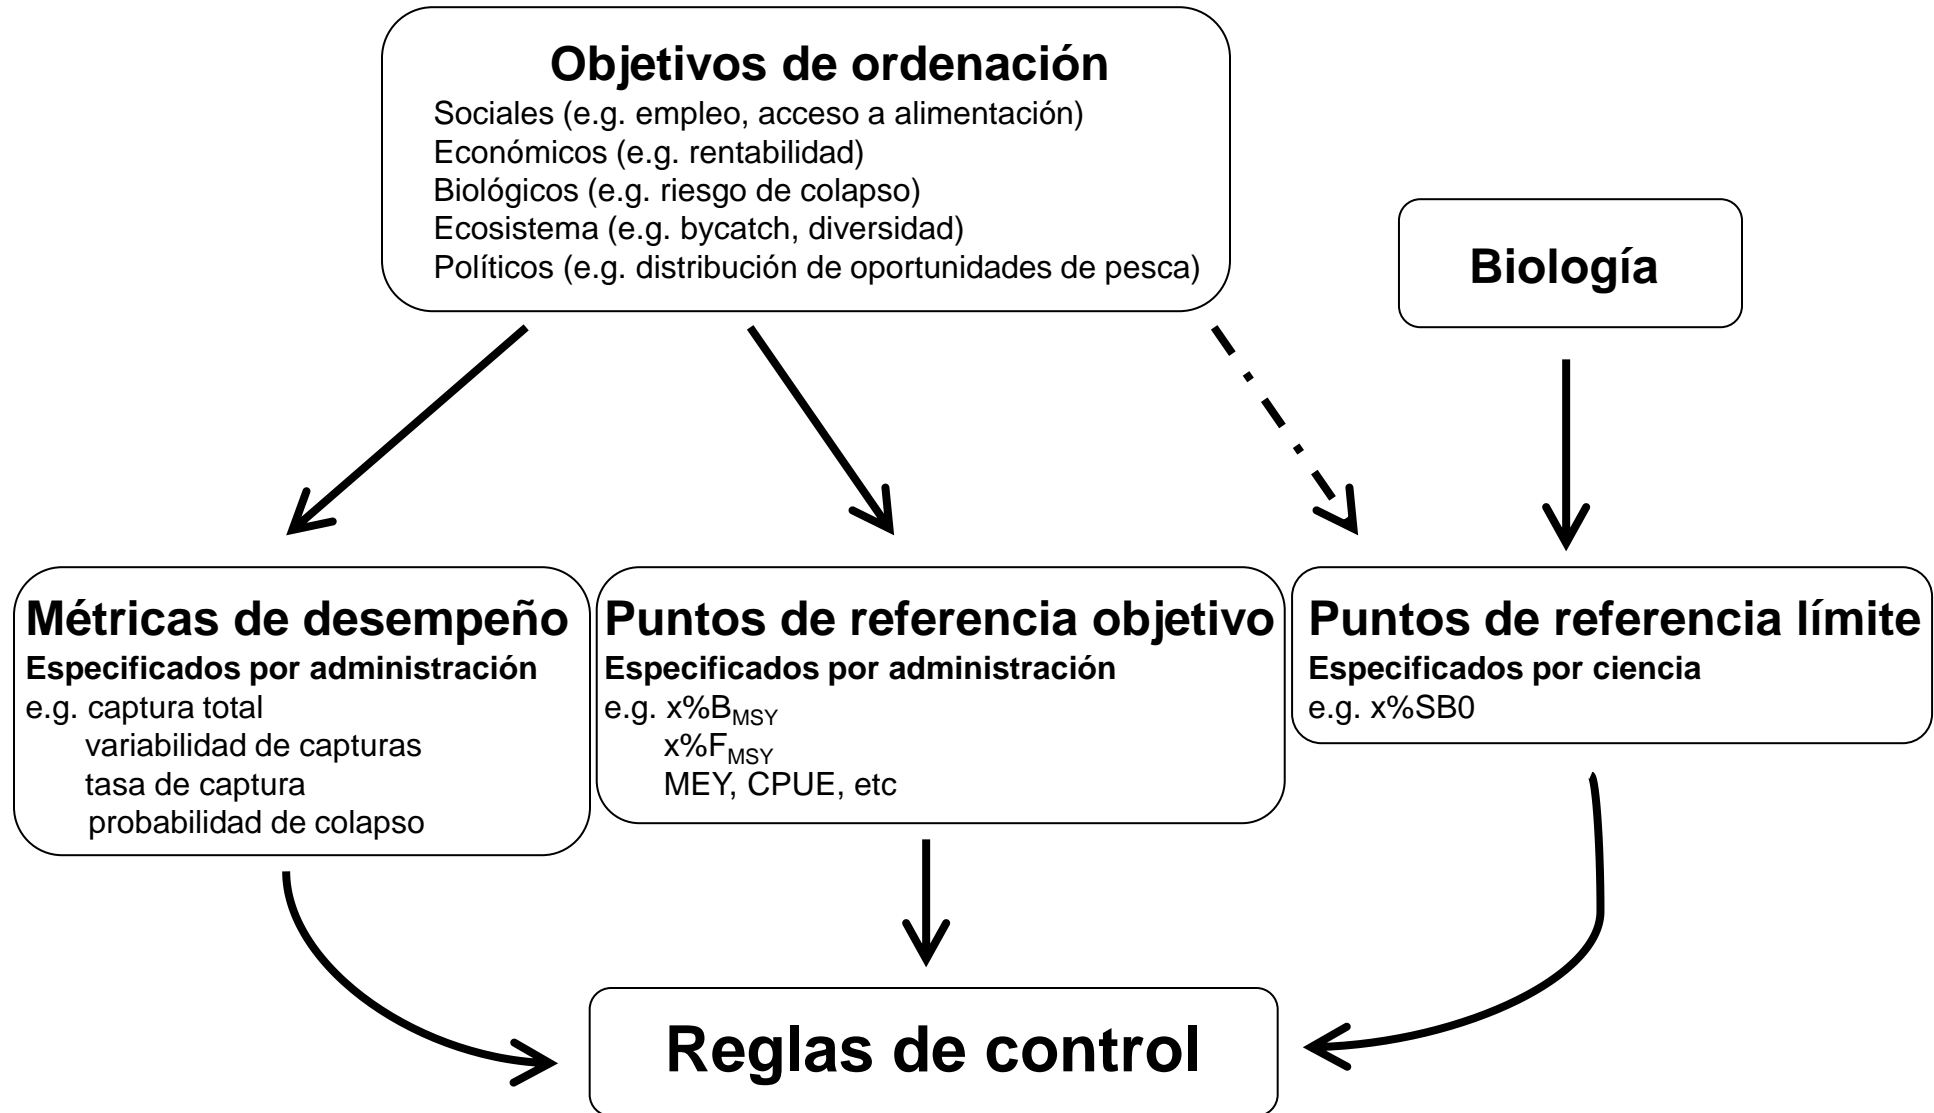 Objetivos de ordenación
Sociales (e.g. empleo, acceso a alimentación)
Económicos (e.g. rentabilidad)
Biológicos (e.g. riesgo de colapso)
Ecosistema (e.g. bycatch, diversidad)
Políticos (e.g. distribución de oportunidades de pesca)
Biología
Métricas de desempeño
Especificados por administración
e.g. captura total
variabilidad de capturas
tasa de captura
probabilidad de colapso
Puntos de referencia objetivo
Especificados por administración
e.g. x%BMSY
x%FMSY
MEY, CPUE, etc
Puntos de referencia límite
Especificados por ciencia
e.g. x%SB0
Reglas de control